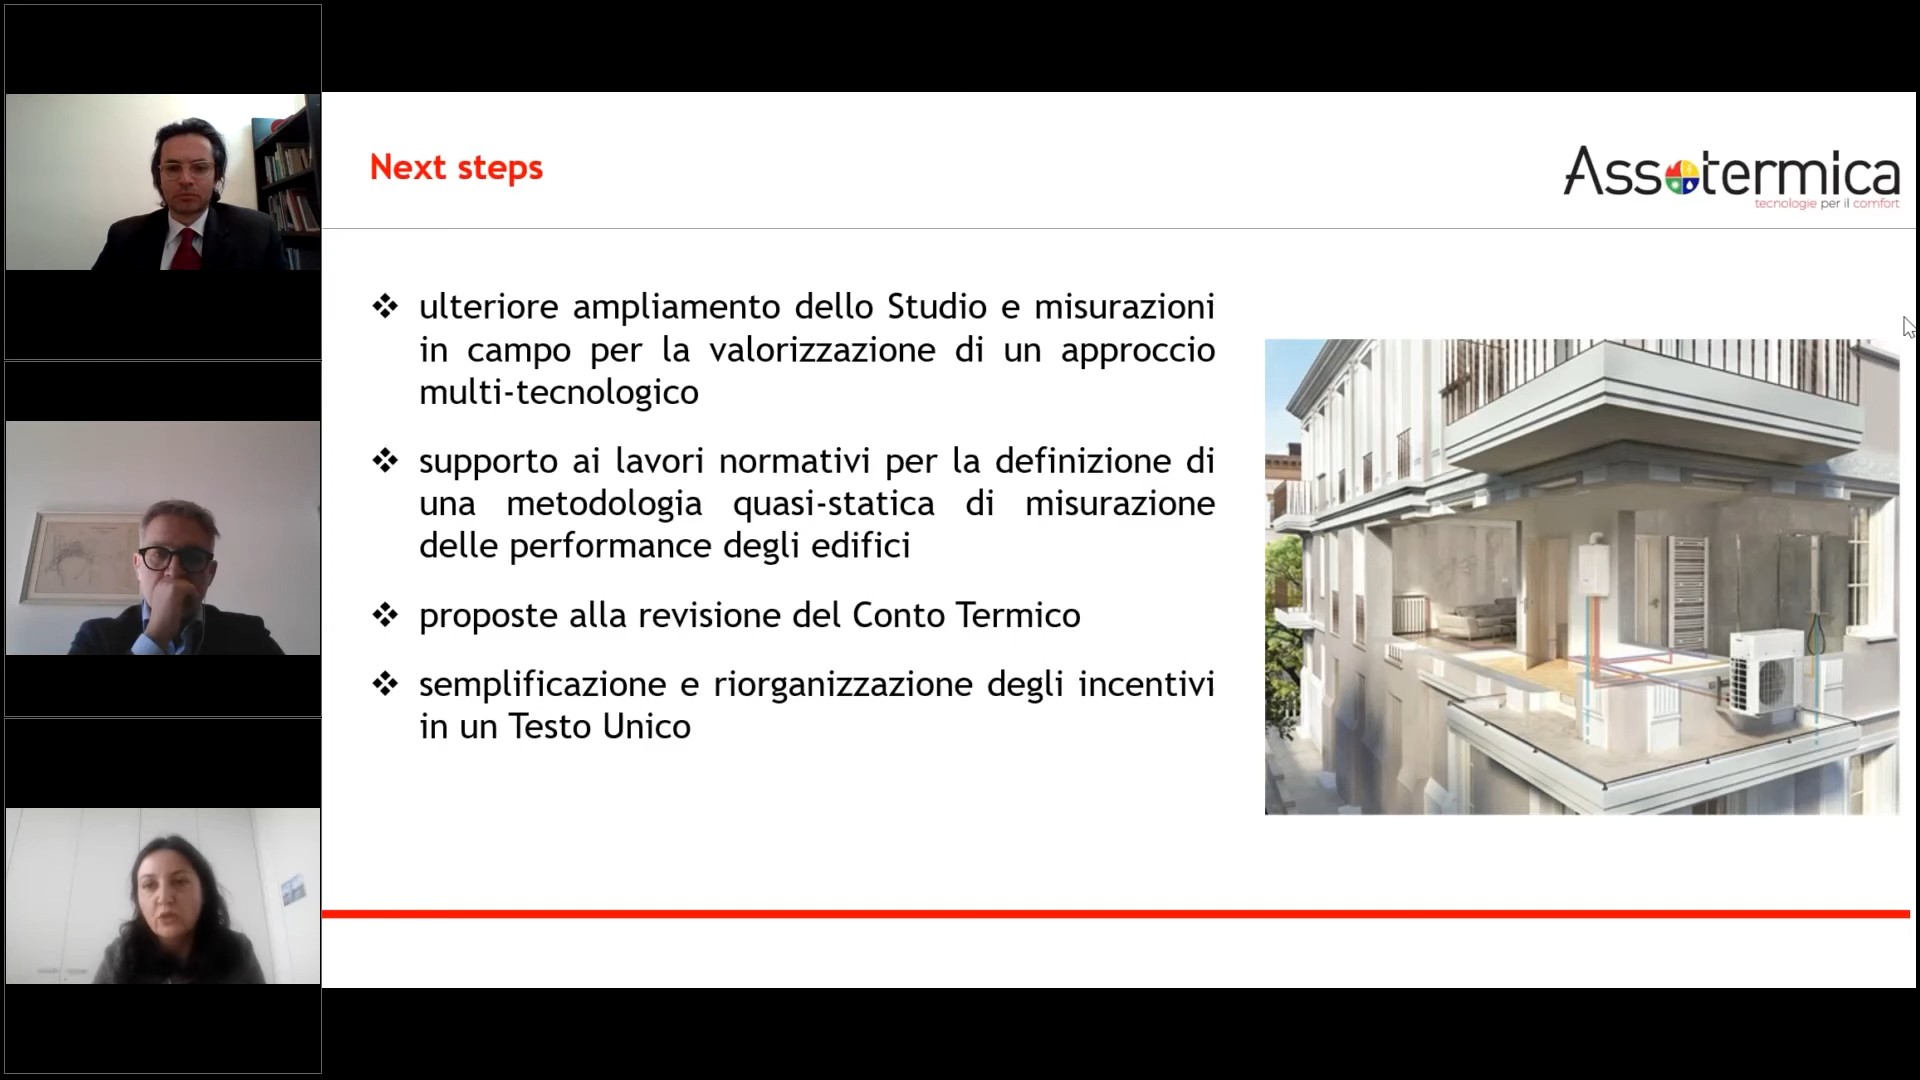 Next steps
Assotermica
tecnologie per il comfort
❖ ulteriore ampliamento dello Studio e misurazioni
in campo per la valorizzazione di un approccio
multi-tecnologico
❖ supporto ai lavori normativi per la definizione di
una metodologia quasi-statica di misurazione
delle performance degli edifici
❖ proposte alla revisione del Conto Termico
❖ semplificazione e riorganizzazione degli incentivi
in un Testo Unico